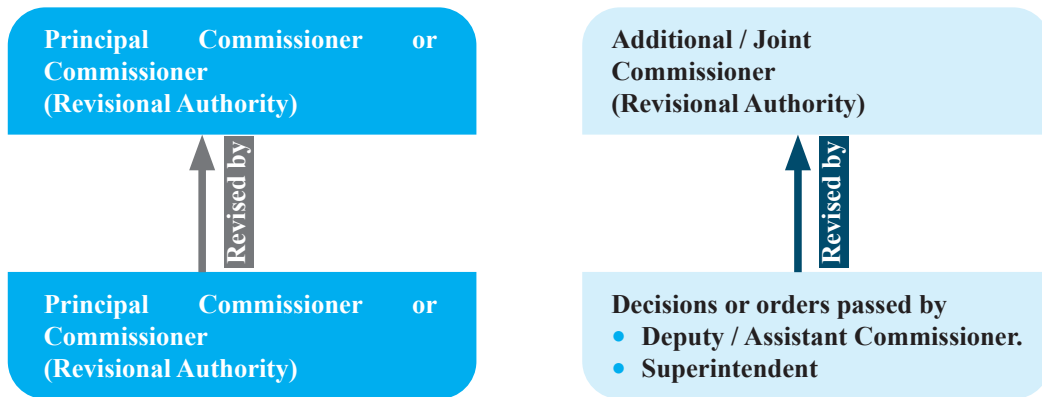 Principal Commissioner or
Commissioner
(Revisional Authority)
Revised by
Principal Commissioner or
Commissioner
(Revisional Authority)
Additional / Joint
Commissioner
(Revisional Authority)
Revised by
Decisions or orders passed by
• Deputy / Assistant Commissioner.
• Superintendent